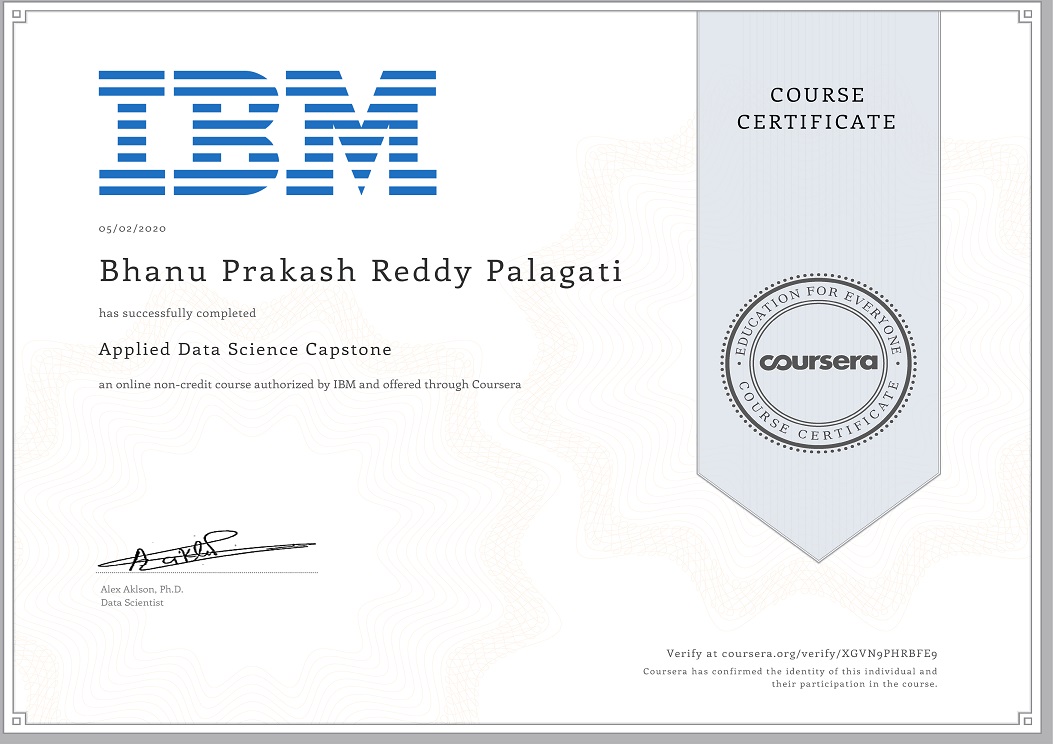 IBM
05/02/2020
Bhanu Prakash Reddy Palagati
has successfully completed
Applied Data Science Capstone
an online non-credit course authorized by IBM and offered through Coursera
Alex Aklson, Ph.D.
Data Scientist
COURSE
CERTIFICATE
EDUCATION FOR EVERYONE
coursera
COURSE CERTIFICATE
Verify at coursera.org/verify/XGVN9PHRBFE9
Coursera has confirmed the identity of this individual and
their participation in the course.